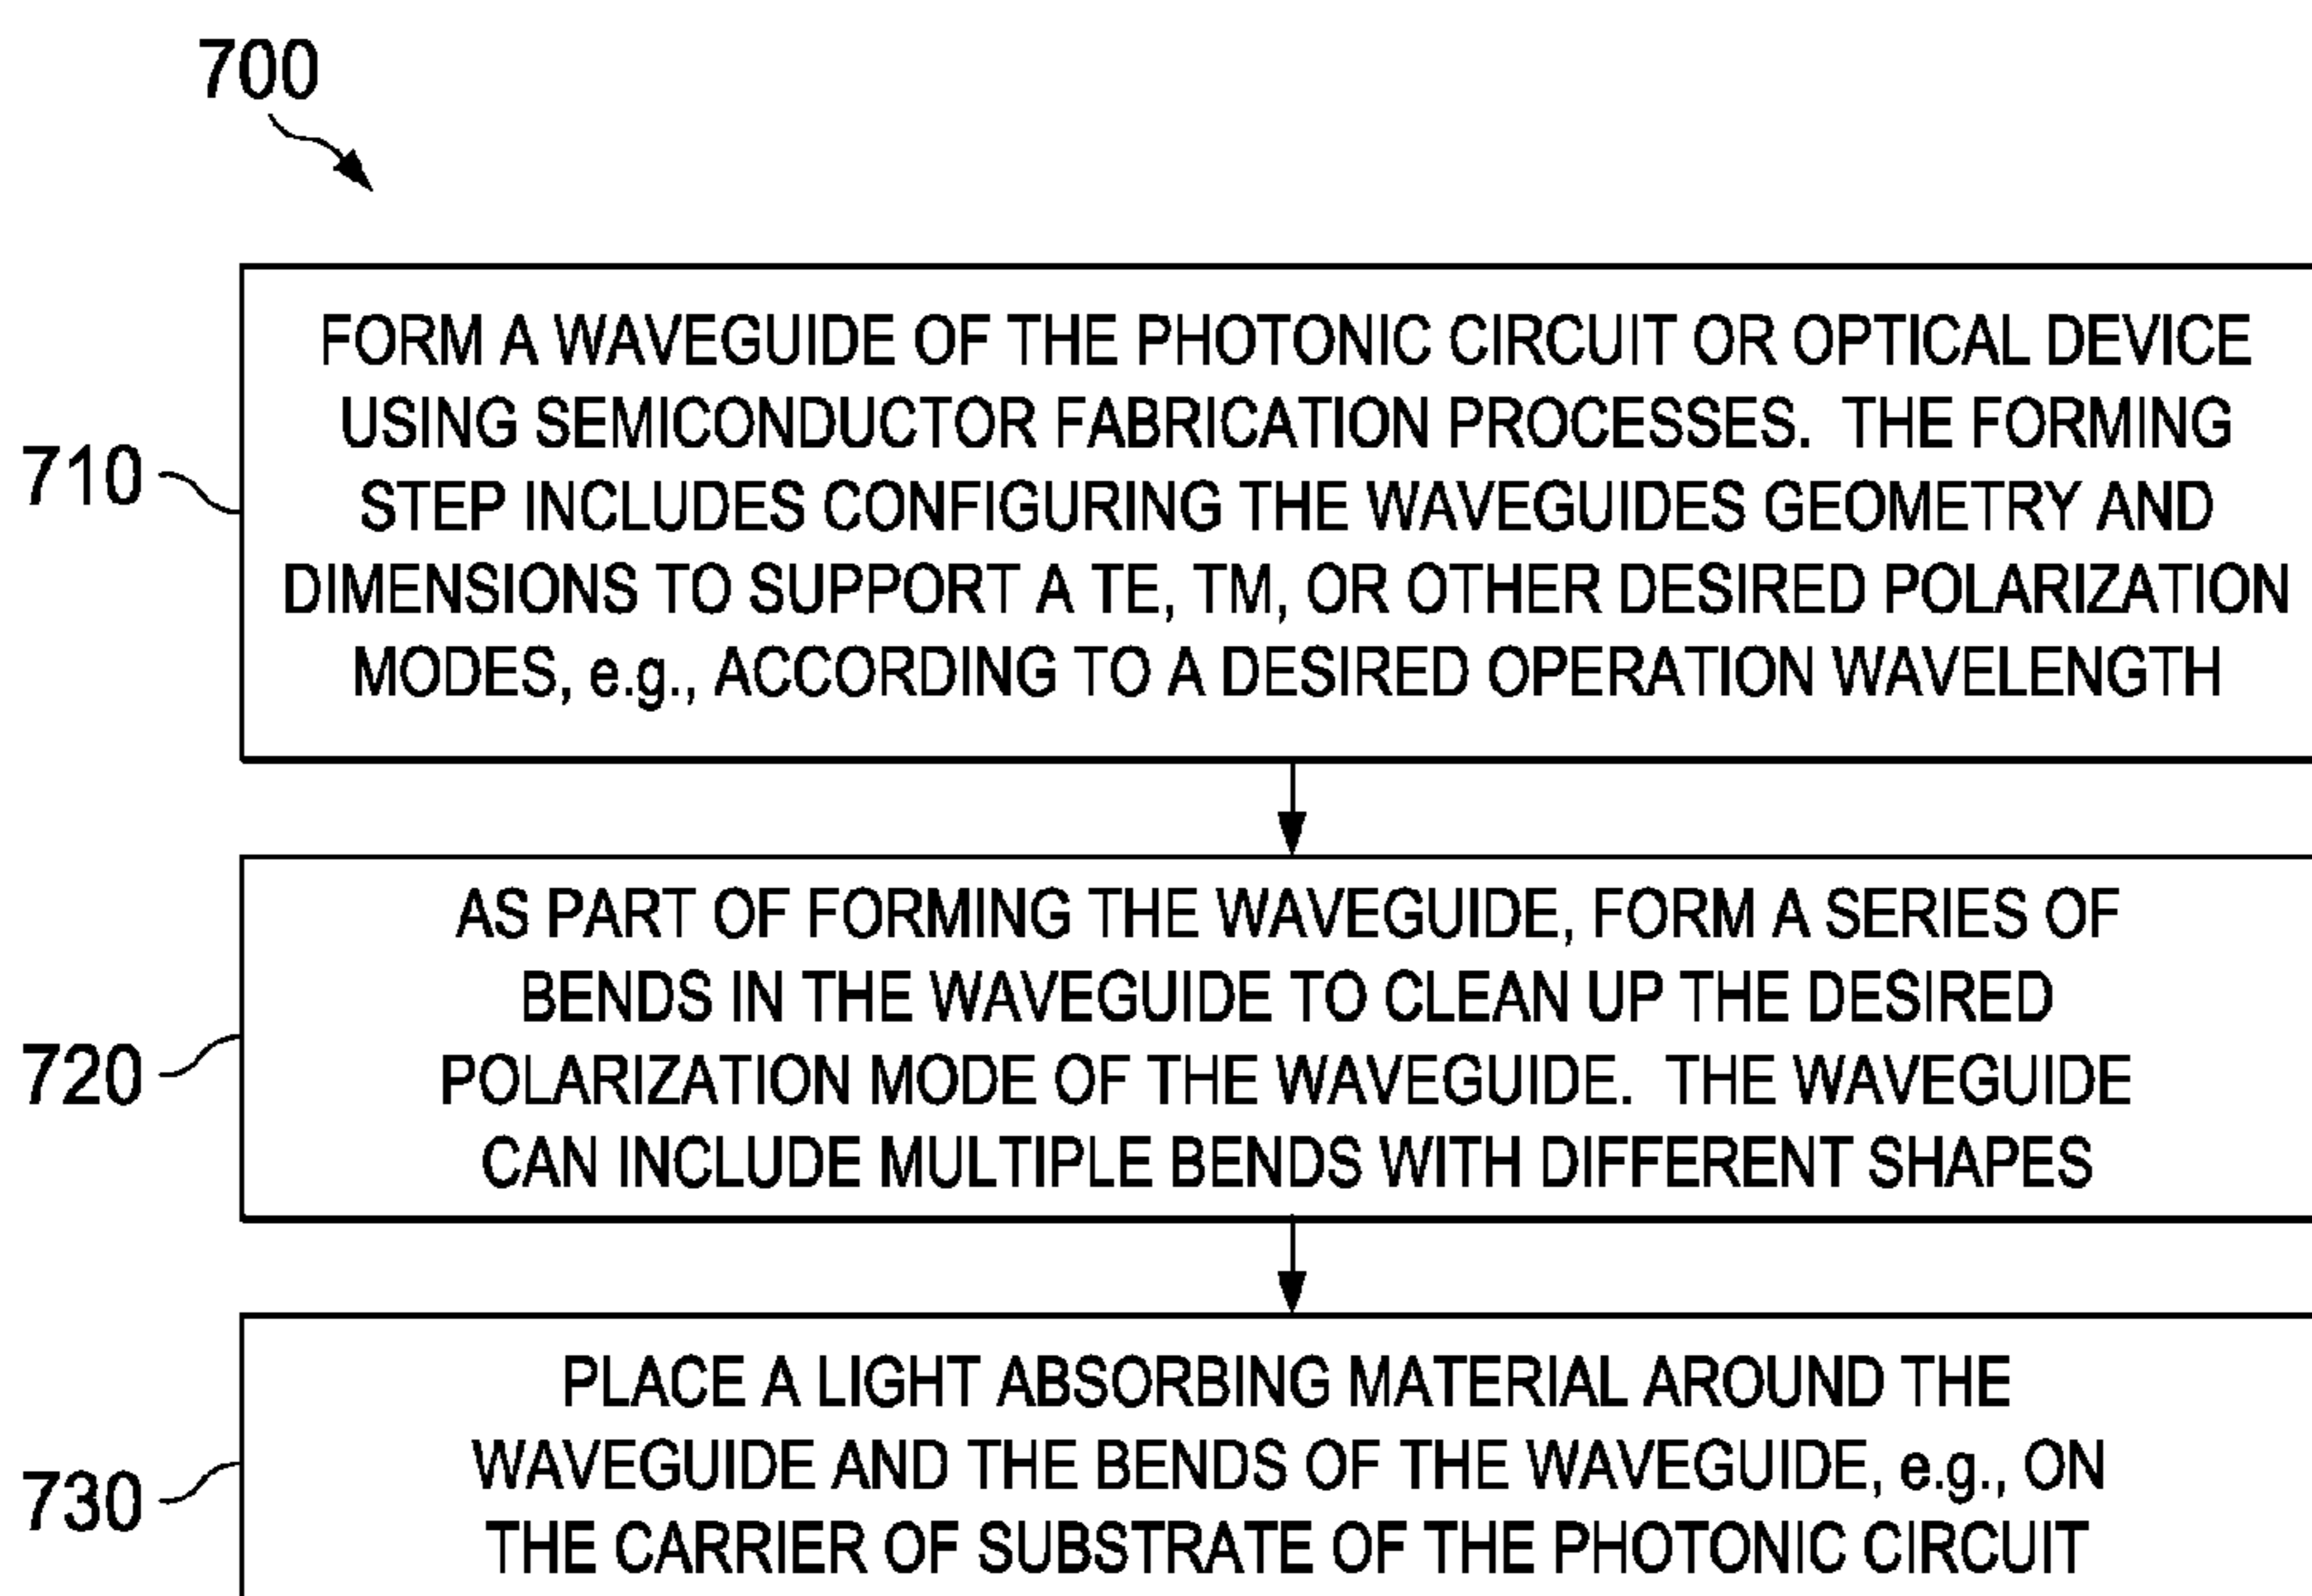 700
710
FORM A WAVEGUIDE OF THE PHOTONIC CIRCUIT OR OPTICAL DEVICE
USING SEMICONDUCTOR FABRICATION PROCESSES. THE FORMING
STEP INCLUDES CONFIGURING THE WAVEGUIDES GEOMETRY AND
DIMENSIONS TO SUPPORT A TE, TM, OR OTHER DESIRED POLARIZATION
MODES, e.g., ACCORDING TO A DESIRED OPERATION WAVELENGTH
720
AS PART OF FORMING THE WAVEGUIDE, FORM A SERIES OF
BENDS IN THE WAVEGUIDE TO CLEAN UP THE DESIRED
POLARIZATION MODE OF THE WAVEGUIDE. THE WAVEGUIDE
CAN INCLUDE MULTIPLE BENDS WITH DIFFERENT SHAPES
730
PLACE A LIGHT ABSORBING MATERIAL AROUND THE
WAVEGUIDE AND THE BENDS OF THE WAVEGUIDE, e.g., ON
THE CARRIER OF SUBSTRATE OF THE PHOTONIC CIRCUIT